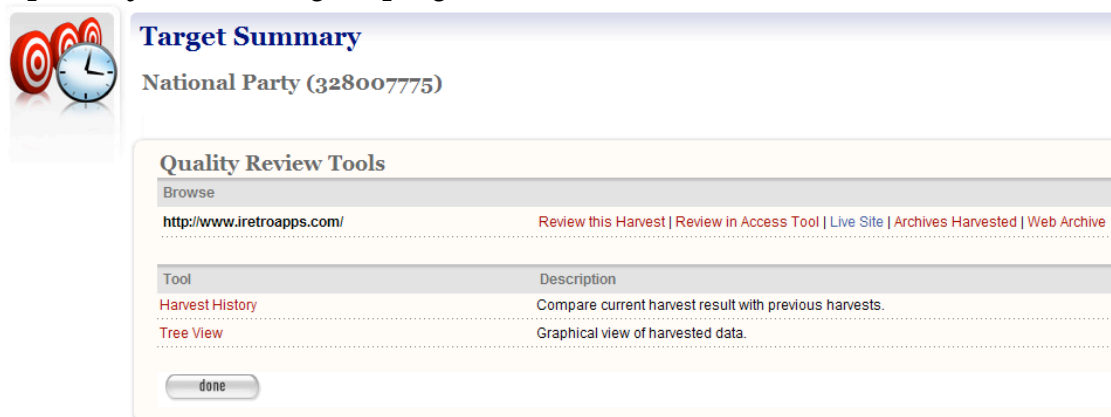 Target Summary
National Party (328007775)
Quality Review Tools
Browse
http://www.iretroapps.com/ Review this Harvest | Review in Access Tool | Live Site | Archives Harvested | Web Archive
Tool Description
Harvest History Compare current harvest result with previous harvests.
Tree View Graphical view of harvested data.
done